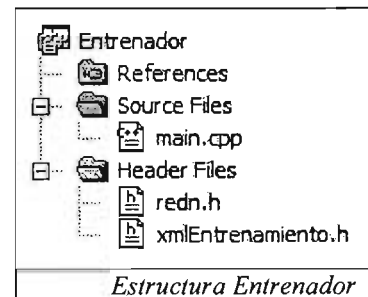 Entrenador
References
Source Files
main.cpp
Header Files
redn.h
xmlEntrenamiento.h
Estructura Entrenador